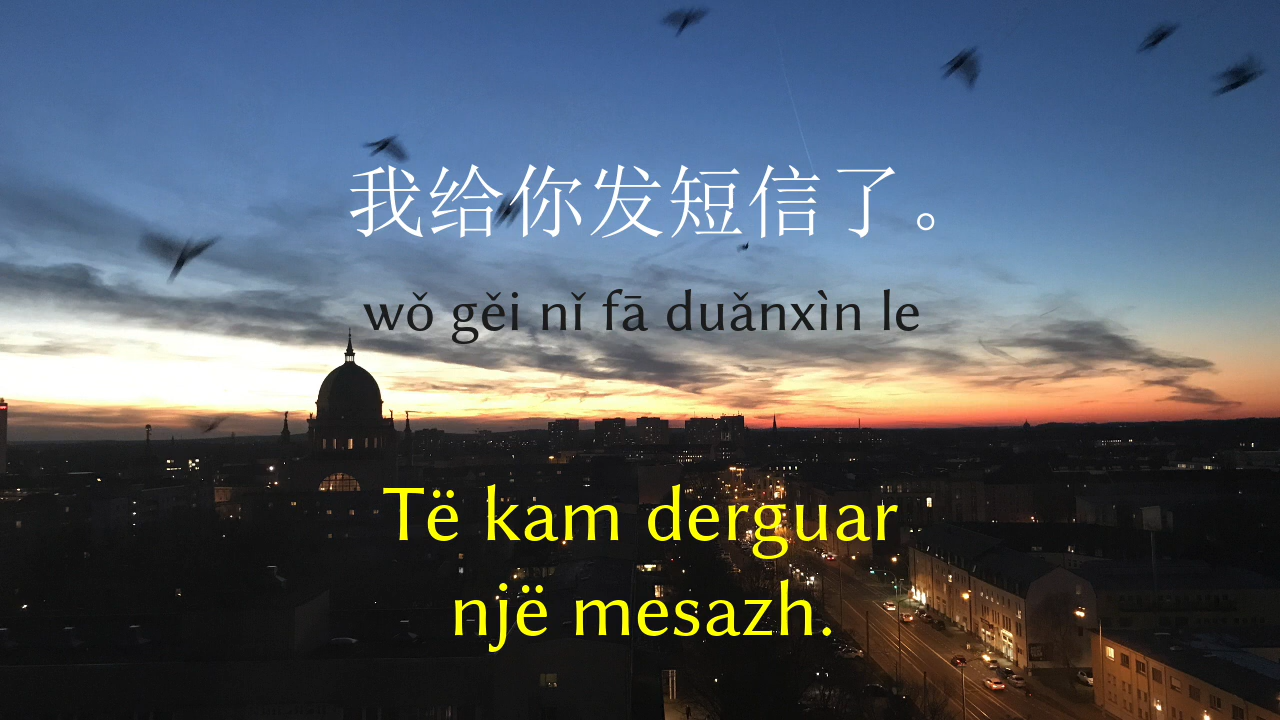 我给你发短信了。
wǒ gěi nǐ fā duǎnxìn le
Të kam derguar
një mesazh.